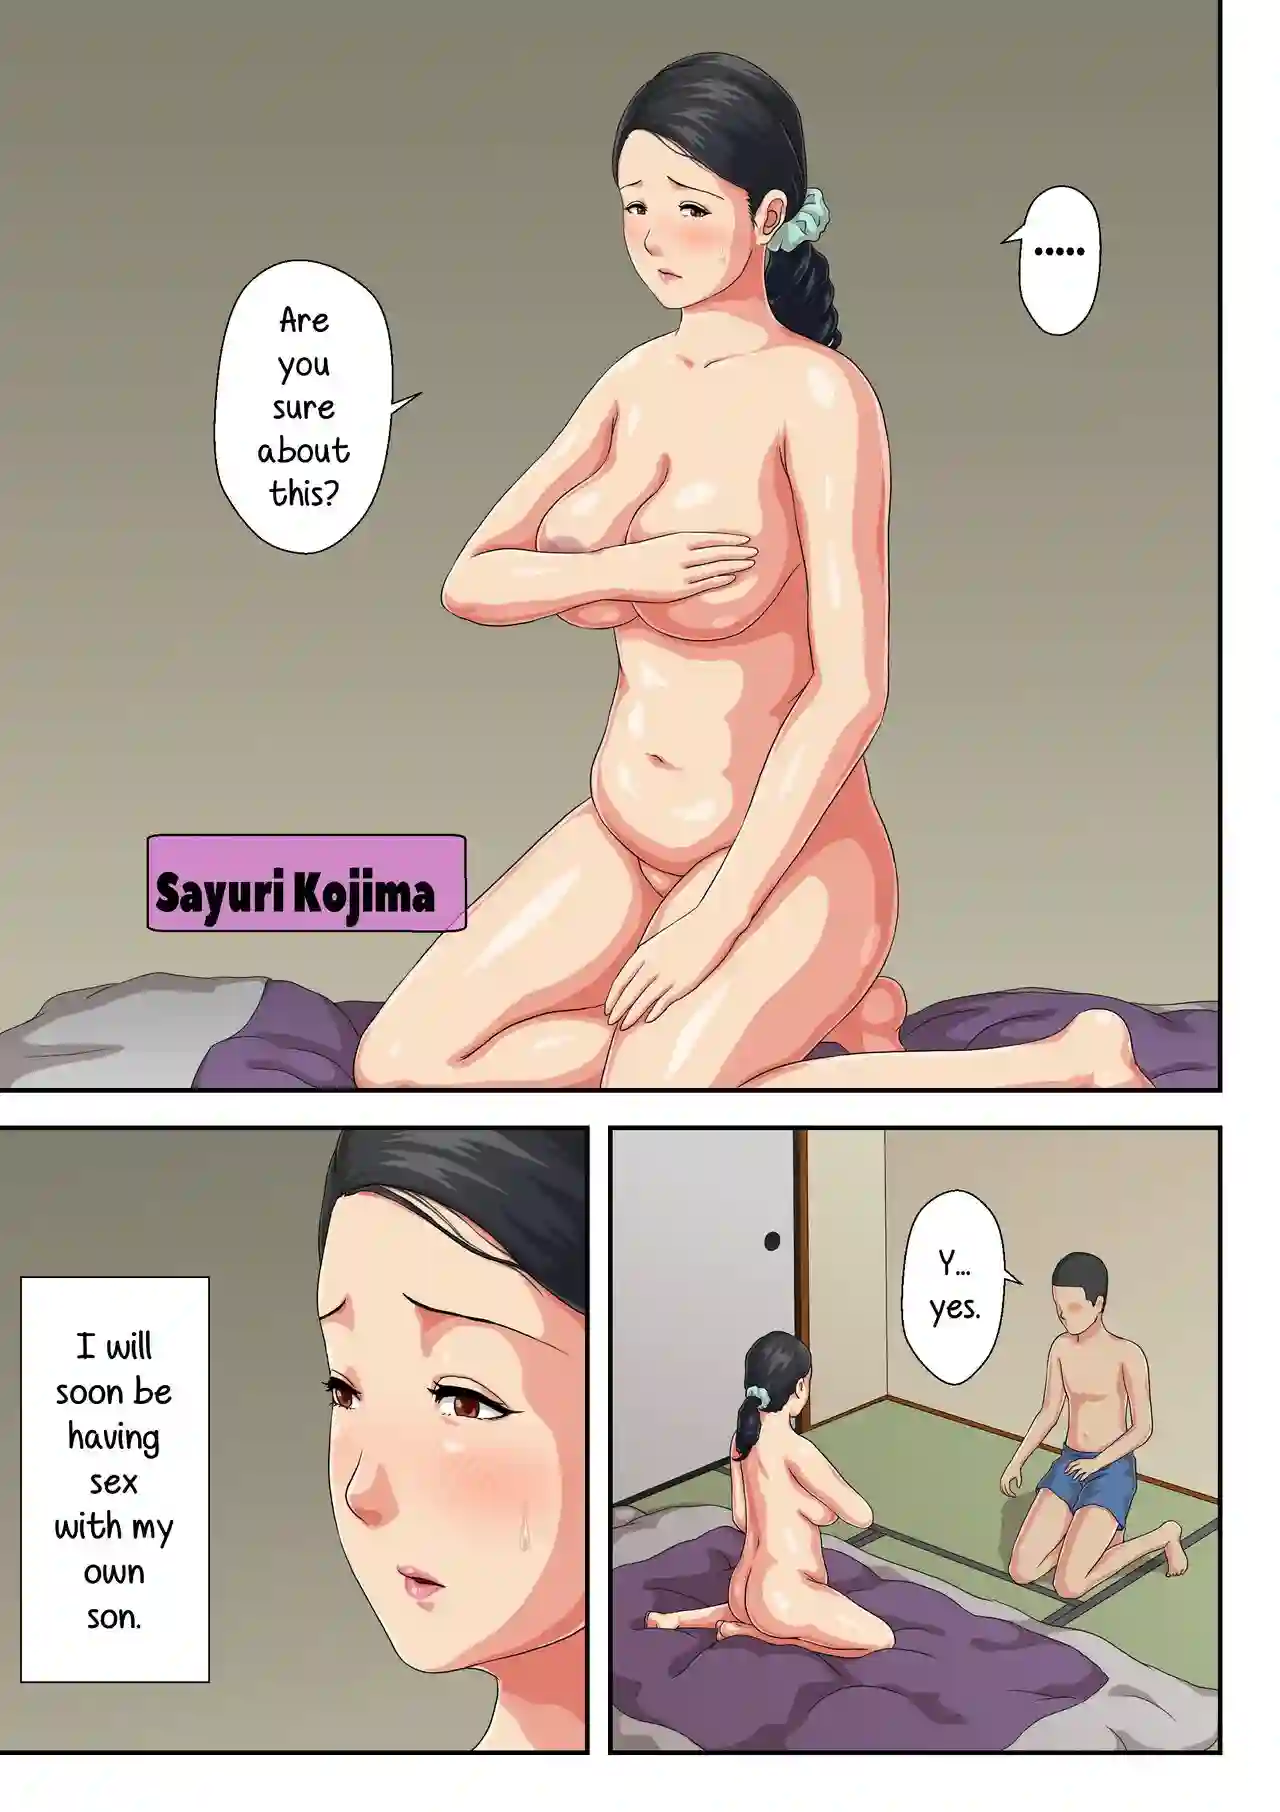 .....
Are
you
sure
about
this?
Sayuri Kojima
Y...
yes.
I will
soon be
having
sex
with my
own
son.